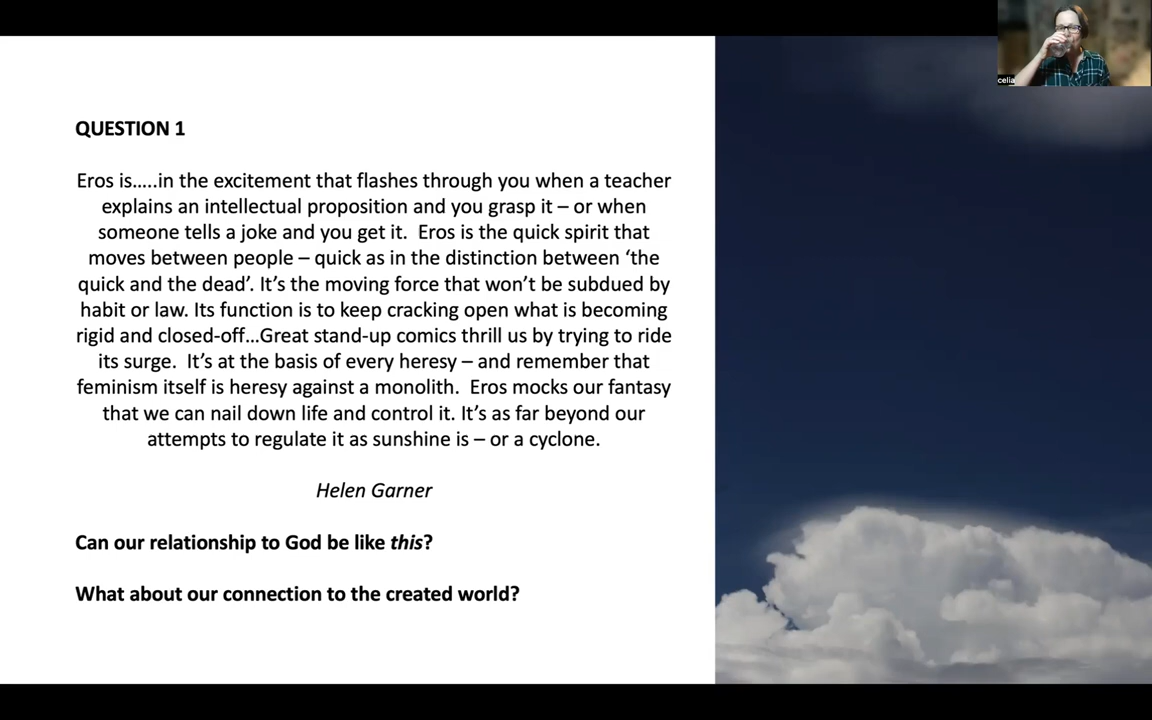 celia
QUESTION 1
Eros is…..in the excitement that flashes through you when a teacher
explains an intellectual proposition and you grasp it – or when
someone tells a joke and you get it.  Eros is the quick spirit that
moves between people – quick as in the distinction between ‘the
quick and the dead’. It’s the moving force that won’t be subdued by
habit or law. Its function is to keep cracking open what is becoming
rigid and closed-off…Great stand-up comics thrill us by trying to ride
its surge.  It’s at the basis of every heresy – and remember that
feminism itself is heresy against a monolith.  Eros mocks our fantasy
that we can nail down life and control it. It’s as far beyond our
attempts to regulate it as sunshine is – or a cyclone.
Helen Garner
Can our relationship to God be like this?
What about our connection to the created world?